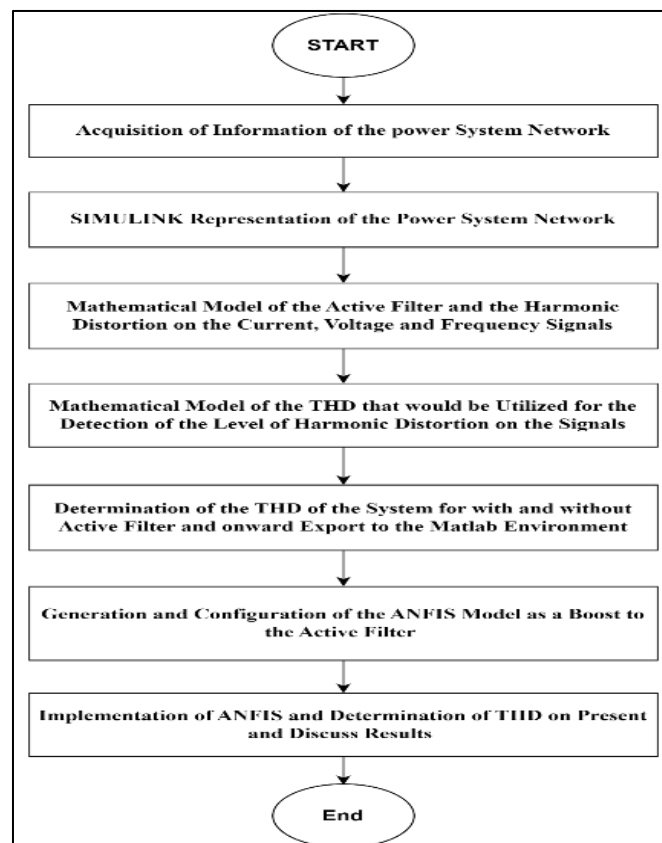 START
Acquisition of Information of the power System Network
SIMULINK Representation of the Power System Network
Mathematical Model of the Active Filter and the Harmonic
Distortion on the Current, Voltage and Frequency Signals
Mathematical Model of the THD that would be Utilized for the
Detection of the Level of Harmonic Distortion on the Signals
Determination of the THD of the System for with and without
Active Filter and onward Export to the Matlab Environment
Generation and Configuration of the ANFIS Model as a Boost to
the Active Filter
Implementation of ANFIS and Determination of THD on Present
and Discuss Results
End